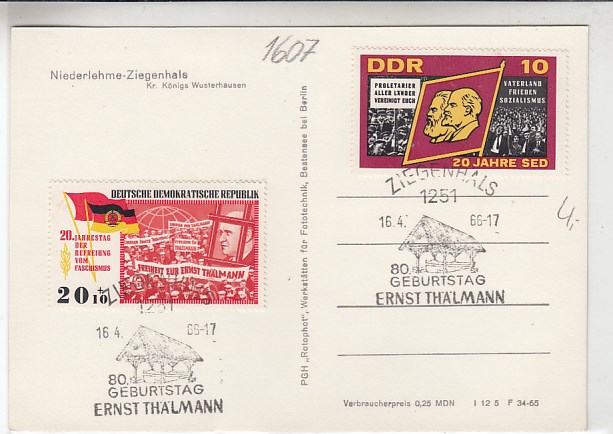 1607
Niederlehme-Ziegenhals
Kr. Königs Wusterhausen
DDR 10
PROLETARIER
ALLER LÄNDER
VEREINIGT EUCH
VATERLAND
FRIEDEN
SOZIALISMUS
20 JAHRE SED
ZIEGENHALS
1251
16.4. 66-17
80.
GEBURTSTAG
ERNST THÄLMANN
4,-
DEUTSCHE DEMOKRATISCHE REPUBLIK
20. JAHRESTAG
DER
BEFREIUNG
VOM
FASCHISMUS
FREIHEIT FÜR ERNST THÄLMANN
20 +10
ZIEGENHALS
1251
16.4. 66-17
80.
GEBURTSTAG
ERNST THÄLMANN
PGH „Rotophot“, Werkstätten für Fototechnik, Bestensee bei Berlin
Verbraucherpreis 0,25 MDN I 12 5 F 34-65